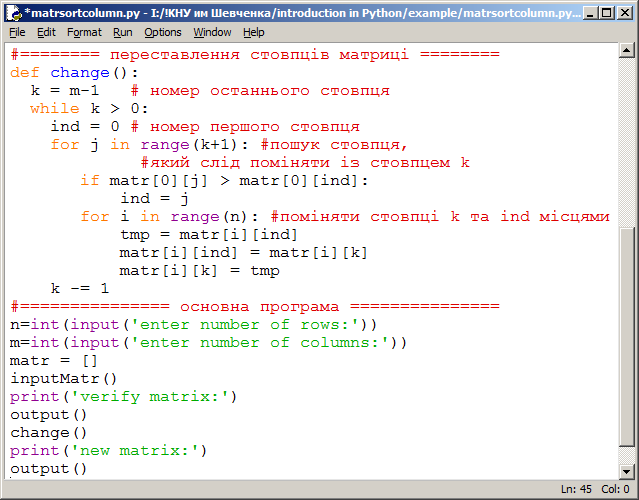 *matrsortcolumn.py - I:/!КНУ им Шевченка/introduction in Python/example/matrsortcolumn.py...
File Edit Format Run Options Window Help
#======== переставлення стовпців матриці ========
def change():
  k = m-1   # номер останнього стовпця
  while k > 0:
    ind = 0 # номер першого стовпця
    for j in range(k+1): #пошук стовпця,
             #який слід поміняти із стовпцем k
       if matr[0][j] > matr[0][ind]:
           ind = j
       for i in range(n): #поміняти стовпці k та ind місцями
           tmp = matr[i][ind]
           matr[i][ind] = matr[i][k]
           matr[i][k] = tmp
    k -= 1
#=============== основна програма ===============
n=int(input('enter number of rows:'))
m=int(input('enter number of columns:'))
matr = []
inputMatr()
print('verify matrix:')
output()
change()
print('new matrix:')
output()
Ln: 45 Col: 0